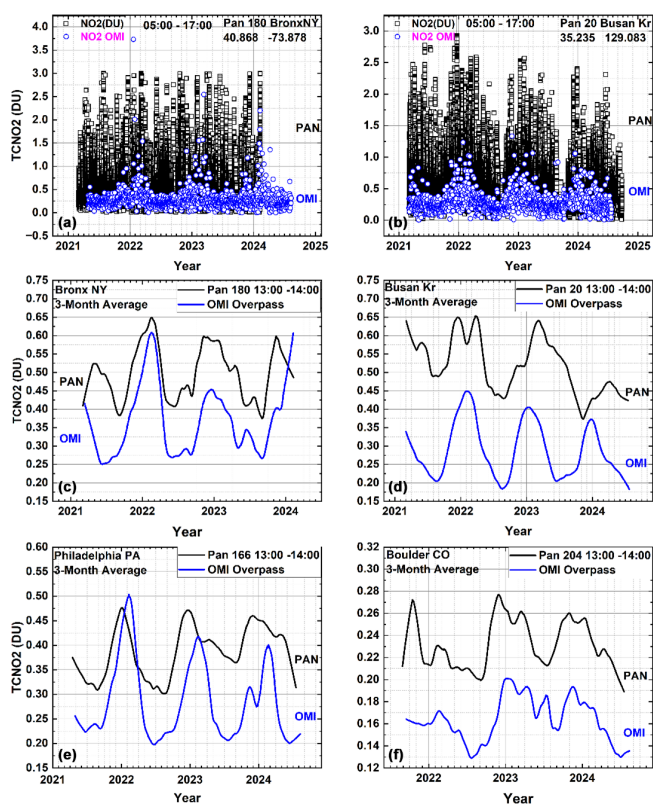 NO2(DU) 05:00 - 17:00 Pan 180 BronxNY
NO2 OMI 40.868 -73.878
TCNO2 (DU)
4.0
3.5
3.0
2.5
2.0
1.5
1.0
0.5
0.0
−0.5
PAN
OMI
(a)
2021 2022 2023 2024 2025
Year
NO2(DU) 05:00 - 17:00 Pan 20 Busan Kr
NO2 OMI 35.235 129.083
3.0
2.5
2.0
1.5
1.0
0.5
0.0
PAN
OMI
(b)
2021 2022 2023 2024 2025
Year
Bronx NY Pan 180 13:00 -14:00
3-Month Average OMI Overpass
TCNO2 (DU)
0.75
0.70
0.65
0.60
0.55
0.50
0.45
0.40
0.35
0.30
0.25
0.20
0.15
PAN
OMI
(c)
2021 2022 2023 2024
Year
Busan Kr Pan 20 13:00 -14:00
3-Month Average OMI Overpass
0.75
0.70
0.65
0.60
0.55
0.50
0.45
0.40
0.35
0.30
0.25
0.20
0.15
PAN
OMI
(d)
2021 2022 2023 2024
Year
Philadelphia PA Pan 166 13:00 -14:00
3-Month Average OMI Overpass
TCNO2 (DU)
0.60
0.55
0.50
0.45
0.40
0.35
0.30
0.25
0.20
0.15
PAN
OMI
(e)
2021 2022 2023 2024
Year
Boulder CO Pan 204 13:00 -14:00
3-Month Average OMI Overpass
0.32
0.30
0.28
0.26
0.24
0.22
0.20
0.18
0.16
0.14
0.12
PAN
OMI
(f)
2022 2023 2024
Year